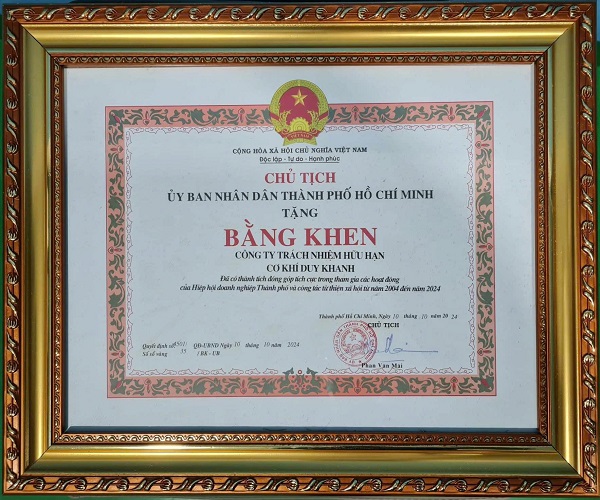 CỘNG HÒA XÃ HỘI CHỦ NGHĨA VIỆT NAM
Độc lập - Tự do - Hạnh phúc
CHỦ TỊCH
ỦY BAN NHÂN DÂN THÀNH PHỐ HỒ CHÍ MINH
TẶNG
BẰNG KHEN
CÔNG TY TRÁCH NHIỆM HỮU HẠN
CƠ KHÍ DUY KHANH
Đã có thành tích đóng góp tích cực trong tham gia các hoạt động
của Hiệp hội doanh nghiệp Thành phố và công tác từ thiện xã hội từ năm 2004 đến năm 2024
Thành phố Hồ Chí Minh, Ngày 10 tháng 10 năm 20 24
CHỦ TỊCH
Quyết định số 4501/ QĐ-UBND Ngày 10 tháng 10 năm 2024
Số sổ vàng 35 / BK - UB
Phan Văn Mãi